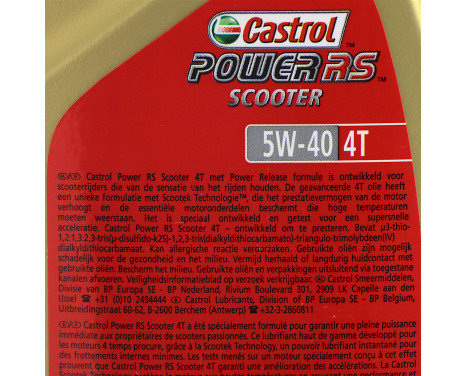 Castrol
POWER RS™
SCOOTER
5W-40 4T
Castrol Power RS Scooter 4T met Power Release formule is ontwikkeld voor
scooterrijders die van de sensatie van het rijden houden. De geavanceerde 4T olie heeft
een unieke formulatie met Scootek Technologie™, die het prestatievermogen van de motor
verhoogt en de essentiële motoronderdelen beschermt die hoge temperaturen
moeten weerstaan. Het is speciaal ontwikkeld en getest voor een supersnelle
acceleratie. Castrol Power RS Scooter 4T – ontwikkeld om te presteren. Bevat µ3-thio-
1,2;1,3;2,3-tris(µ-disulfido-k2S)-1,2,3-tris(dialkyldithiocarbamato)-triangulo-trimolybdeen(IV)
dialkyldithiocarbamaat. Kan allergische reactie veroorzaken. Gebruikte oliën zijn mogelijk
schadelijk voor de gezondheid en het milieu. Vermijd herhaald of langdurig huidcontact met
gebruikte oliën. Bescherm het milieu. Gebruikte oliën en verpakkingen uitsluitend via toegestane
kanalen afvoeren. Veiligheidsinformatieblad op verzoek verkrijgbaar. Castrol Smeermiddelen,
Divisie van BP Europa SE - BP Nederland, Rivium Boulevard 301, 2909 LK Capelle aan den
IJssel ☎ +31 (0)10 2494444 Castrol Lubricants, Division of BP Europa SE - BP Belgium,
Uitbreidingstraat 60-62, B-2600 Berchem (Antwerp) ☎ +32-3-2860811
Castrol Power RS Scooter 4T a été spécialement formulé pour garantir une pleine puissance
immédiate aux propriétaires de scooters passionnés. Ce lubrifiant haut de gamme développé pour
les moteurs 4 temps procure, grâce à la Scootek Technology, un puissant lubrifiant instantané pour
des frottements internes minimes. Les tests menés sur un moteur spécialement conçu à cet effet
prouvent que Castrol Power RS Scooter 4T garantit une amélioration des accélérations. La